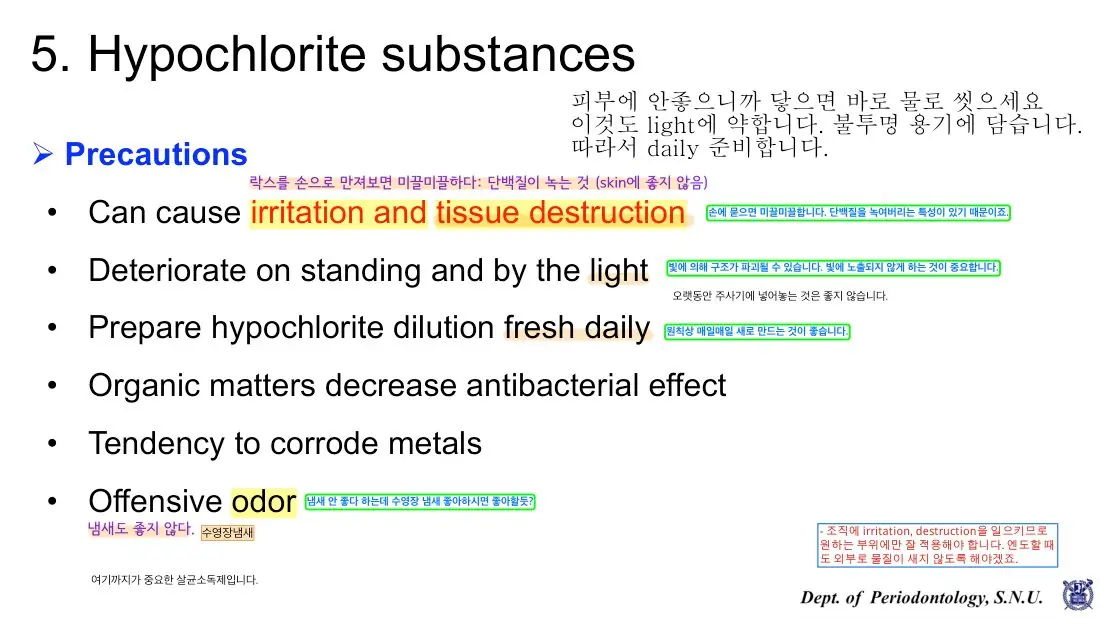 5. Hypochlorite substances
피부에 안좋으니까 닿으면 바로 물로 씻으세요
이것도 light에 약합니다. 불투명 용기에 담습니다.
따라서 daily 준비합니다.
➢ Precautions
락스를 손으로 만져보면 미끌미끌하다: 단백질이 녹는 것 (skin에 좋지 않음)
• Can cause irritation and tissue destruction
손에 묻으면 미끌미끌합니다. 단백질을 녹여버리는 특성이 있기 때문이죠.
• Deteriorate on standing and by the light
빛에 의해 구조가 파괴될 수 있습니다. 빛에 노출되지 않게 하는 것이 중요합니다.
오랫동안 주사기에 넣어놓는 것은 좋지 않습니다.
• Prepare hypochlorite dilution fresh daily
원칙상 매일매일 새로 만드는 것이 좋습니다.
• Organic matters decrease antibacterial effect
• Tendency to corrode metals
• Offensive odor
냄새 안 좋다 하는데 수영장 냄새 좋아하시면 좋아할듯?
냄새도 좋지 않다.
수영장냄새
- 조직에 irritation, destruction을 일으키므로
원하는 부위에만 잘 적용해야 합니다. 엔도할 때
도 외부로 물질이 새지 않도록 해야겠죠.
여기까지가 중요한 살균소독제입니다.
Dept. of Periodontology, S.N.U.